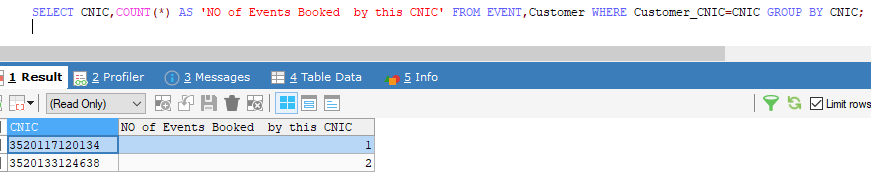 SELECT CNIC,COUNT(*) AS 'NO of Events Booked  by this CNIC' FROM EVENT,Customer WHERE Customer_CNIC=CNIC GROUP BY CNIC;
1 Result 2 Profiler 3 Messages 4 Table Data 5 Info
(Read Only) Limit rows
CNIC NO of Events Booked  by this CNIC
3520117120134 1
3520133124638 2